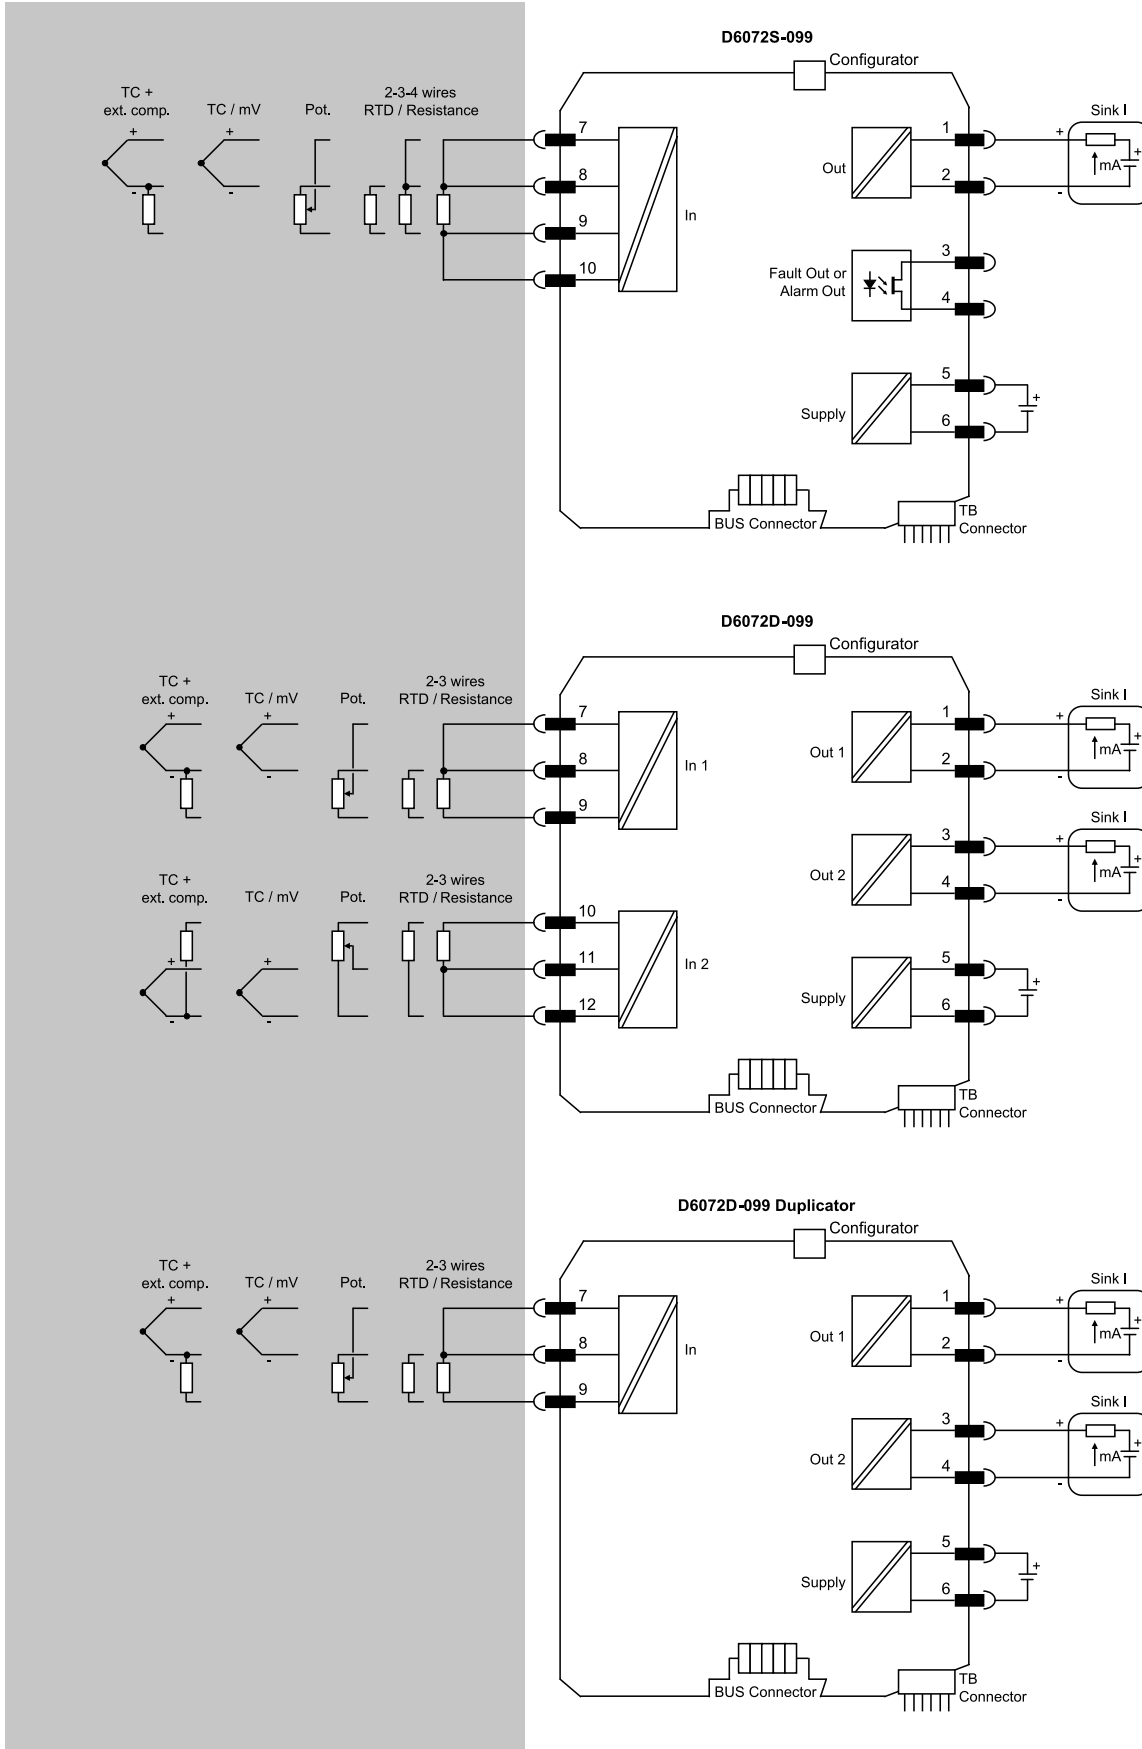 D6072S-099
Configurator
TC +
ext. comp.
TC / mV
Pot.
2-3-4 wires
RTD / Resistance
Sink I
+
+
-
-
7
8
9
10
In
Out
1
2
+
-
mA
+
Fault Out or
Alarm Out
3
4
Supply
5
6
+
BUS Connector
TB
Connector
D6072D-099
Configurator
TC +
ext. comp.
TC / mV
Pot.
2-3 wires
RTD / Resistance
+
+
-
-
7
8
9
In 1
Out 1
1
2
Sink I
+
-
mA
+
TC +
ext. comp.
TC / mV
Pot.
2-3 wires
RTD / Resistance
+
+
-
-
10
11
12
In 2
Out 2
3
4
Sink I
+
-
mA
+
Supply
5
6
+
BUS Connector
TB
Connector
D6072D-099 Duplicator
Configurator
TC +
ext. comp.
TC / mV
Pot.
2-3 wires
RTD / Resistance
+
+
-
-
7
8
9
In
Out 1
1
2
Sink I
+
-
mA
+
Out 2
3
4
Sink I
+
-
mA
+
Supply
5
6
+
BUS Connector
TB
Connector